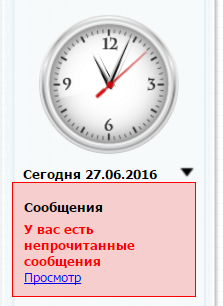 12
9 3
6
Сегодня 27.06.2016
Сообщения
У вас есть
непрочитанные
сообщения
Просмотр